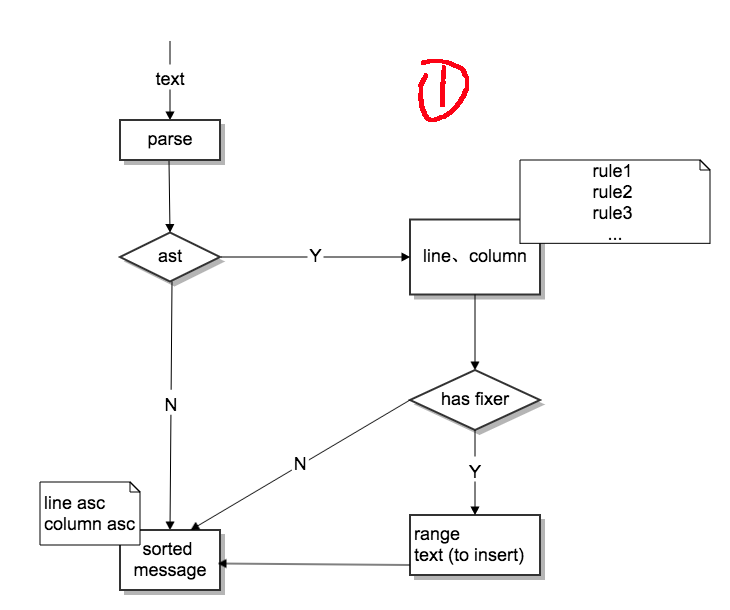 ①
text
parse
rule1
rule2
rule3
...
ast
Y
line、column
has fixer
N
N
Y
line asc
column asc
range
text (to insert)
sorted
message